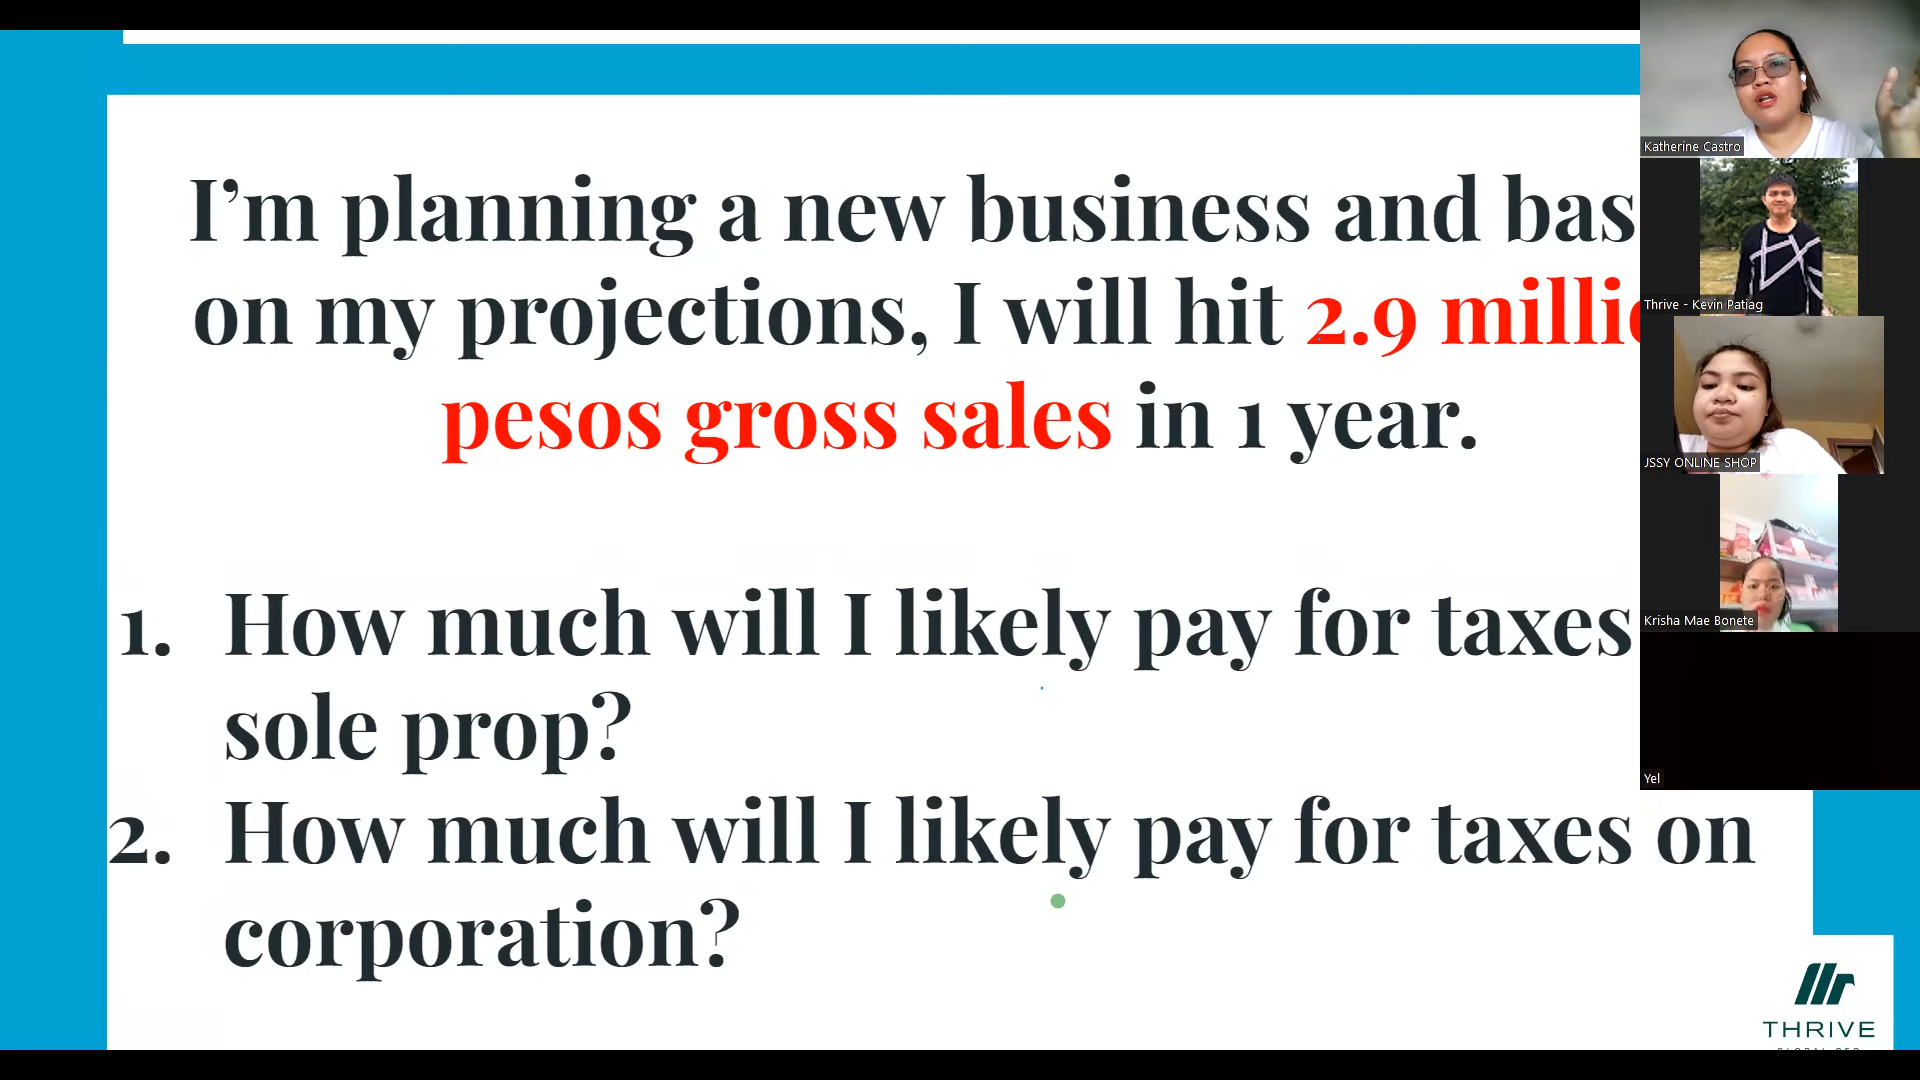 I’m planning a new business and bas
on my projections, I will hit 2.9 millio
pesos gross sales in 1 year.
1. How much will I likely pay for taxes
sole prop?
2. How much will I likely pay for taxes on
corporation?
Katherine Castro
Thrive - Kevin Patiag
JSSY ONLINE SHOP
Krisha Mae Bonete
Yel
THRIVE